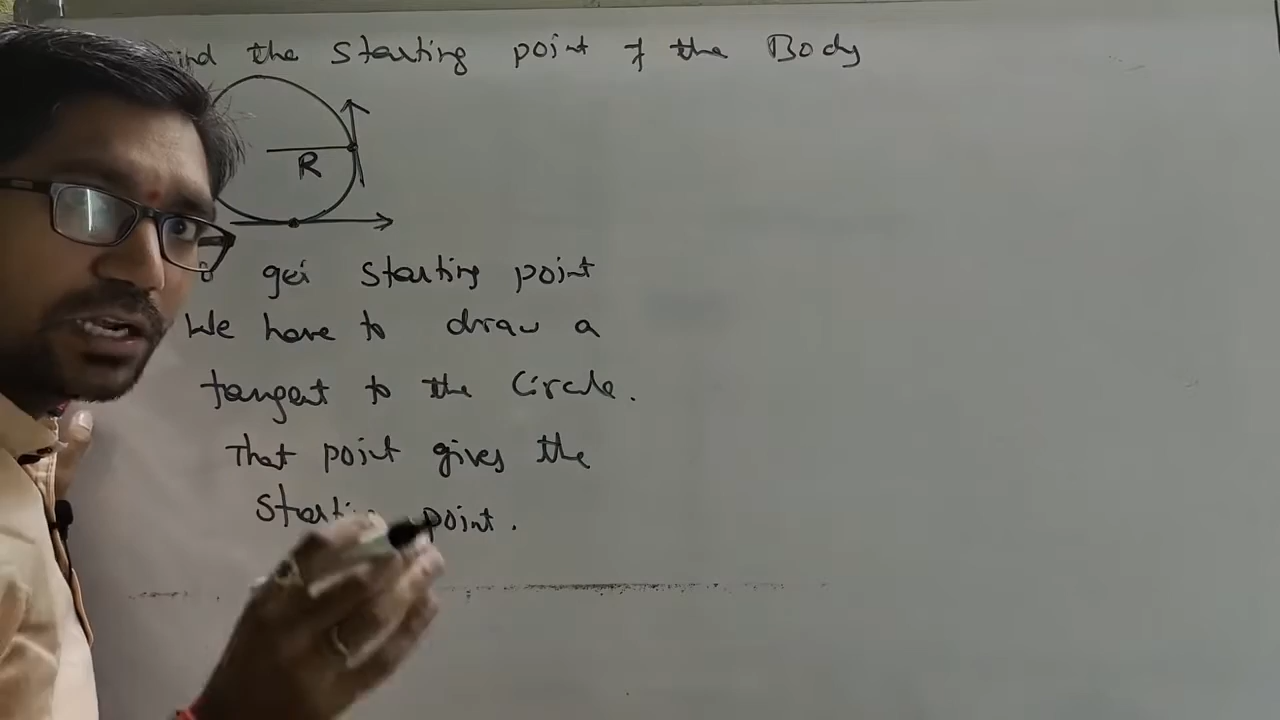 ind the starting point of the Body
R
get starting point
We have to draw a
tangent to the Circle.
That point gives the
point.